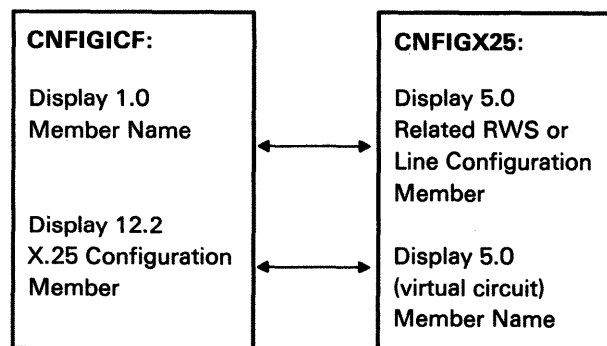 CNFIGICF:
Display 1.0
Member Name
Display 12.2
X.25 Configuration
Member
CNFIGX25:
Display 5.0
Related RWS or
Line Configuration
Member
Display 5.0
(virtual circuit)
Member Name